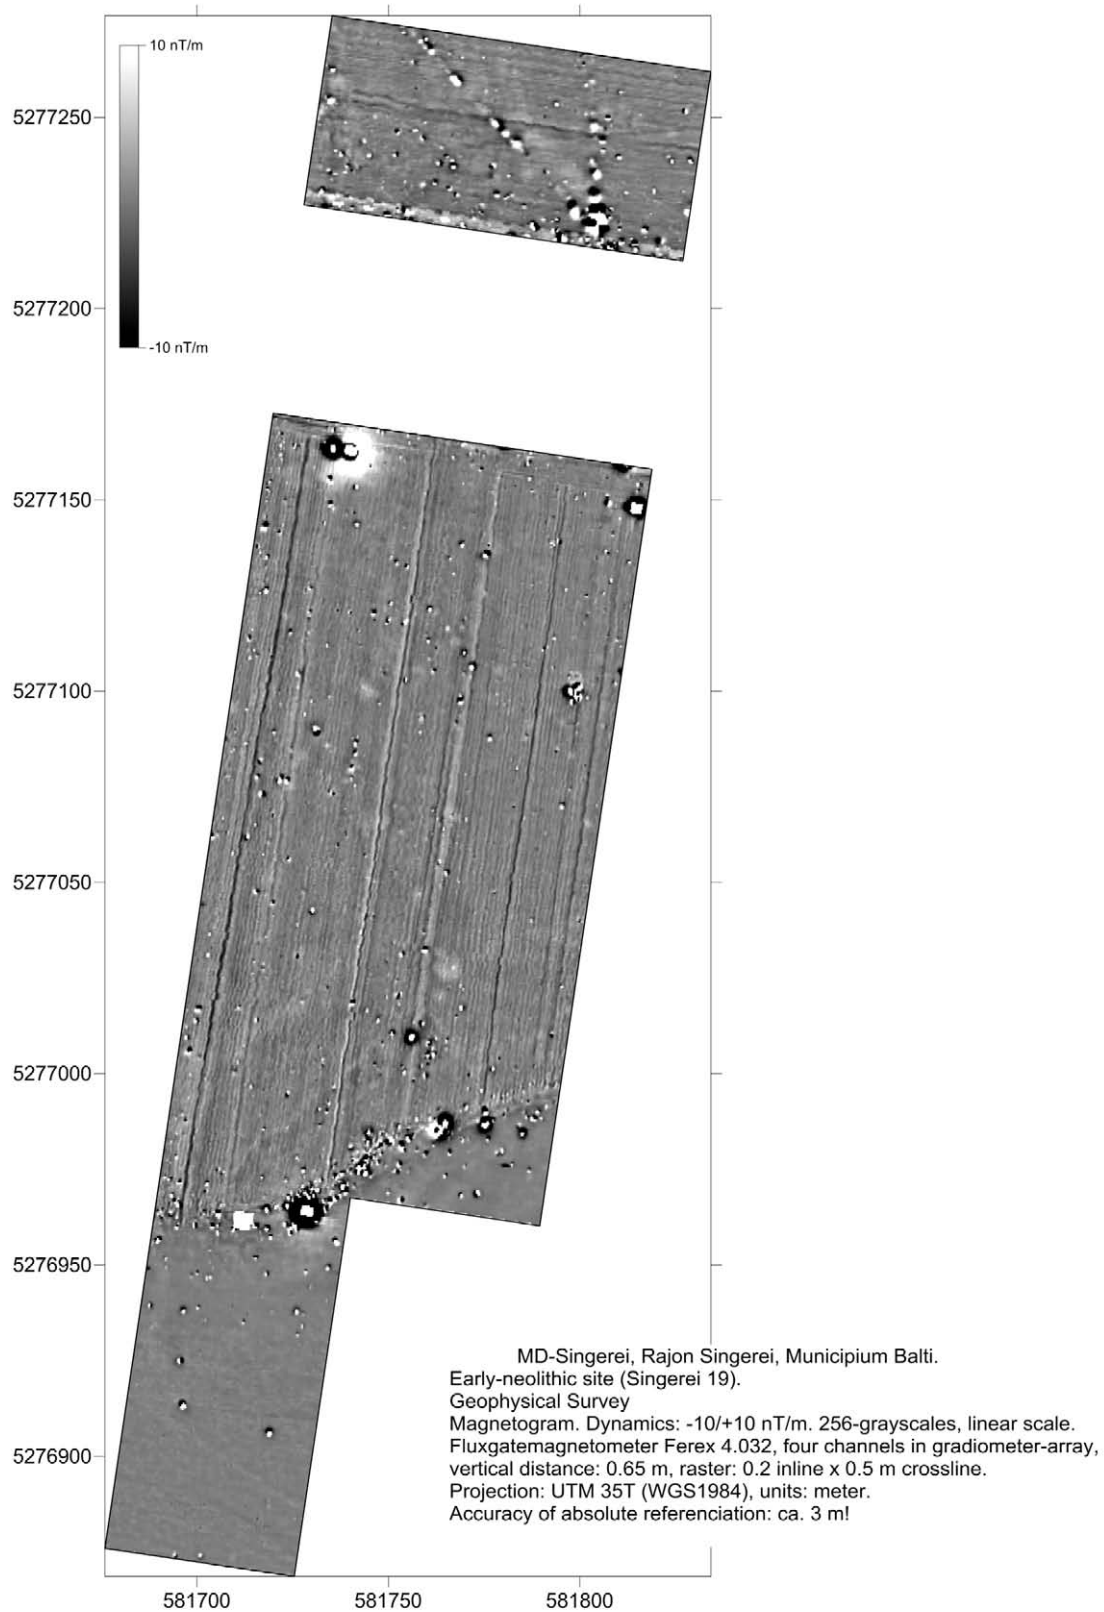 10 nT/m
5277250
5277200
-10 nT/m
5277150
5277100
5277050
5277000
5276950
MD-Singerei, Rajon Singerei, Municipium Balti.
Early-neolithic site (Singerei 19).
Geophysical Survey
Magnetogram. Dynamics: -10/+10 nT/m. 256-grayscales, linear scale.
Fluxgatemagnetometer Ferex 4.032, four channels in gradiometer-array,
vertical distance: 0.65 m, raster: 0.2 inline x 0.5 m crossline.
Projection: UTM 35T (WGS1984), units: meter.
Accuracy of absolute referenciation: ca. 3 m!
5276900
581700 581750 581800